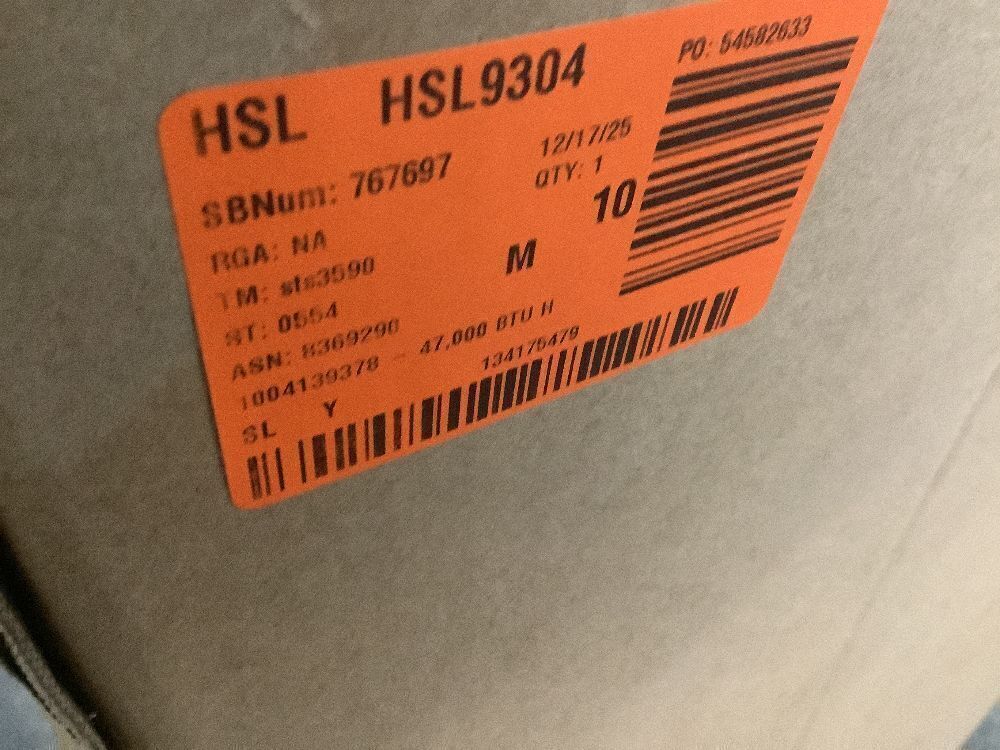 HSL HSL9304
PO: 54582633
SBNum: 767697
12/17/25
QTY: 1
RGA: NA
10
TM: sts3590
M
ST: 0554
ASN: 8369290
1004139378 - 47,000 BTU H
SL Y
134175479